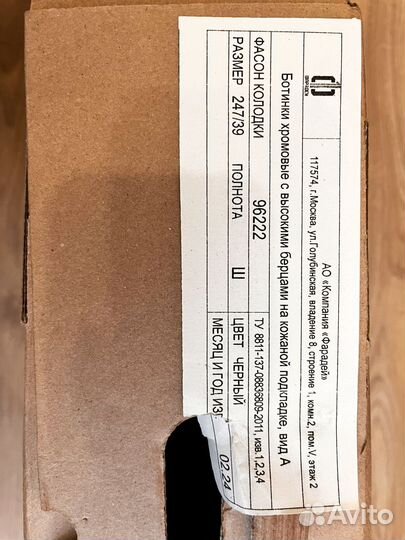 АО «Компания «Фарадей»
117574, г.Москва, ул.Голубинская, владение 8, строение 1, комн.2, пом.V, этаж 2
Ботинки хромовые с высокими берцами на кожаной подкладке, вид А
ФАСОН КОЛОДКИ 96222 ТУ 8811-137-08836809-2011, изв.1,2,3,4
РАЗМЕР 247/39 ПОЛНОТА Ш ЦВЕТ ЧЕРНЫЙ
МЕСЯЦ И ГОД ИЗГ 02.24
Avito